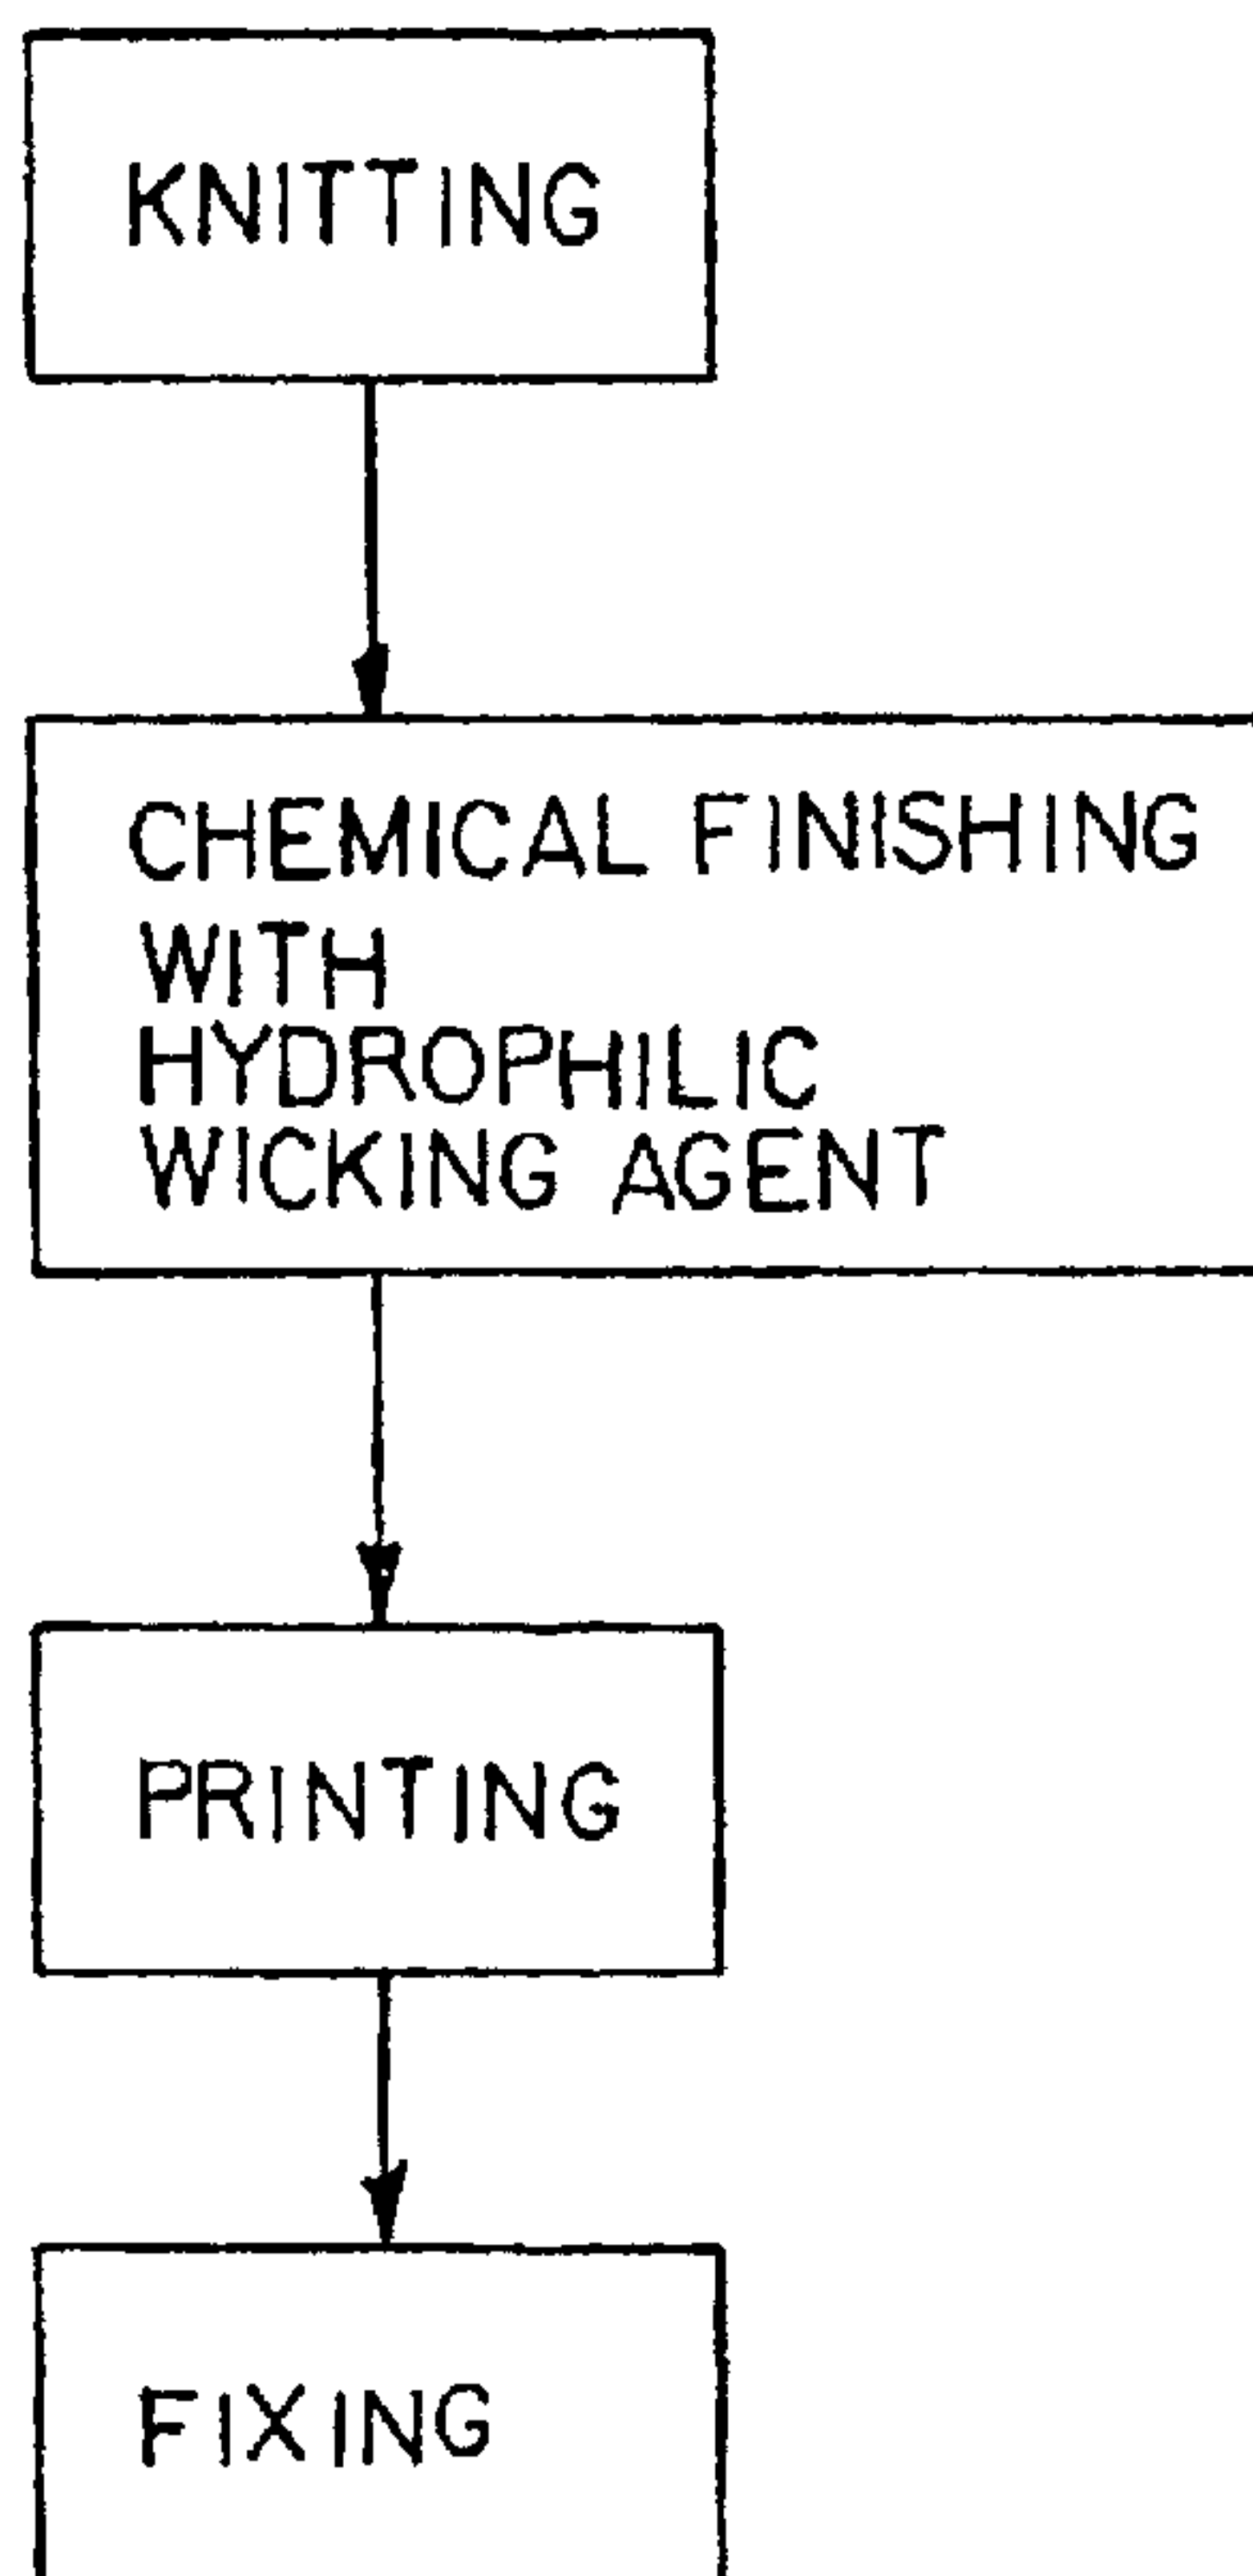 KNITTING
CHEMICAL FINISHING
WITH
HYDROPHILIC
WICKING AGENT
PRINTING
FIXING